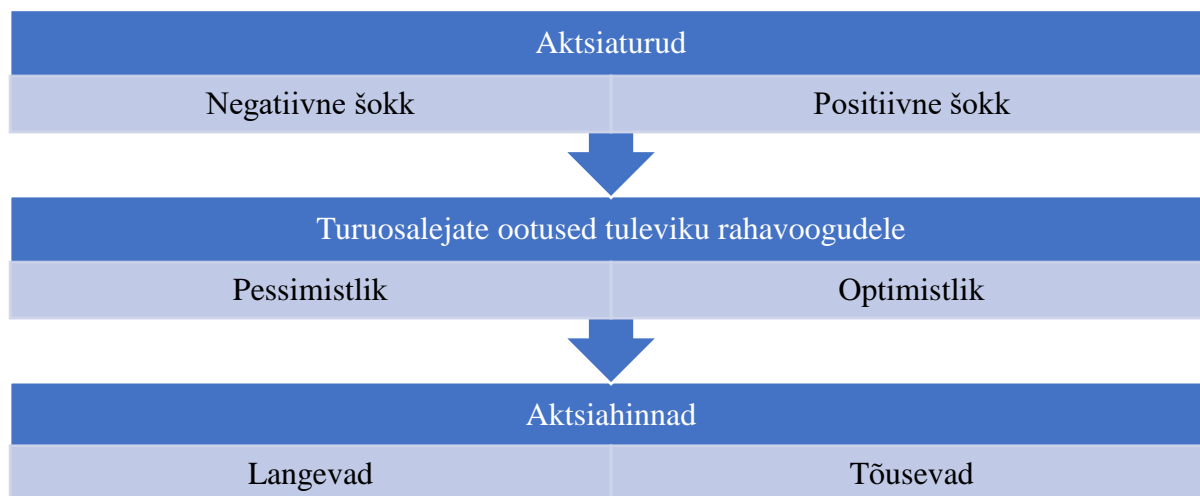 Aktsiaturud
Negatiivne šokk
Positiivne šokk
Turuosalejate ootused tuleviku rahavoogudele
Pessimistlik
Optimistlik
Aktsiahinnad
Langevad
Tõusevad